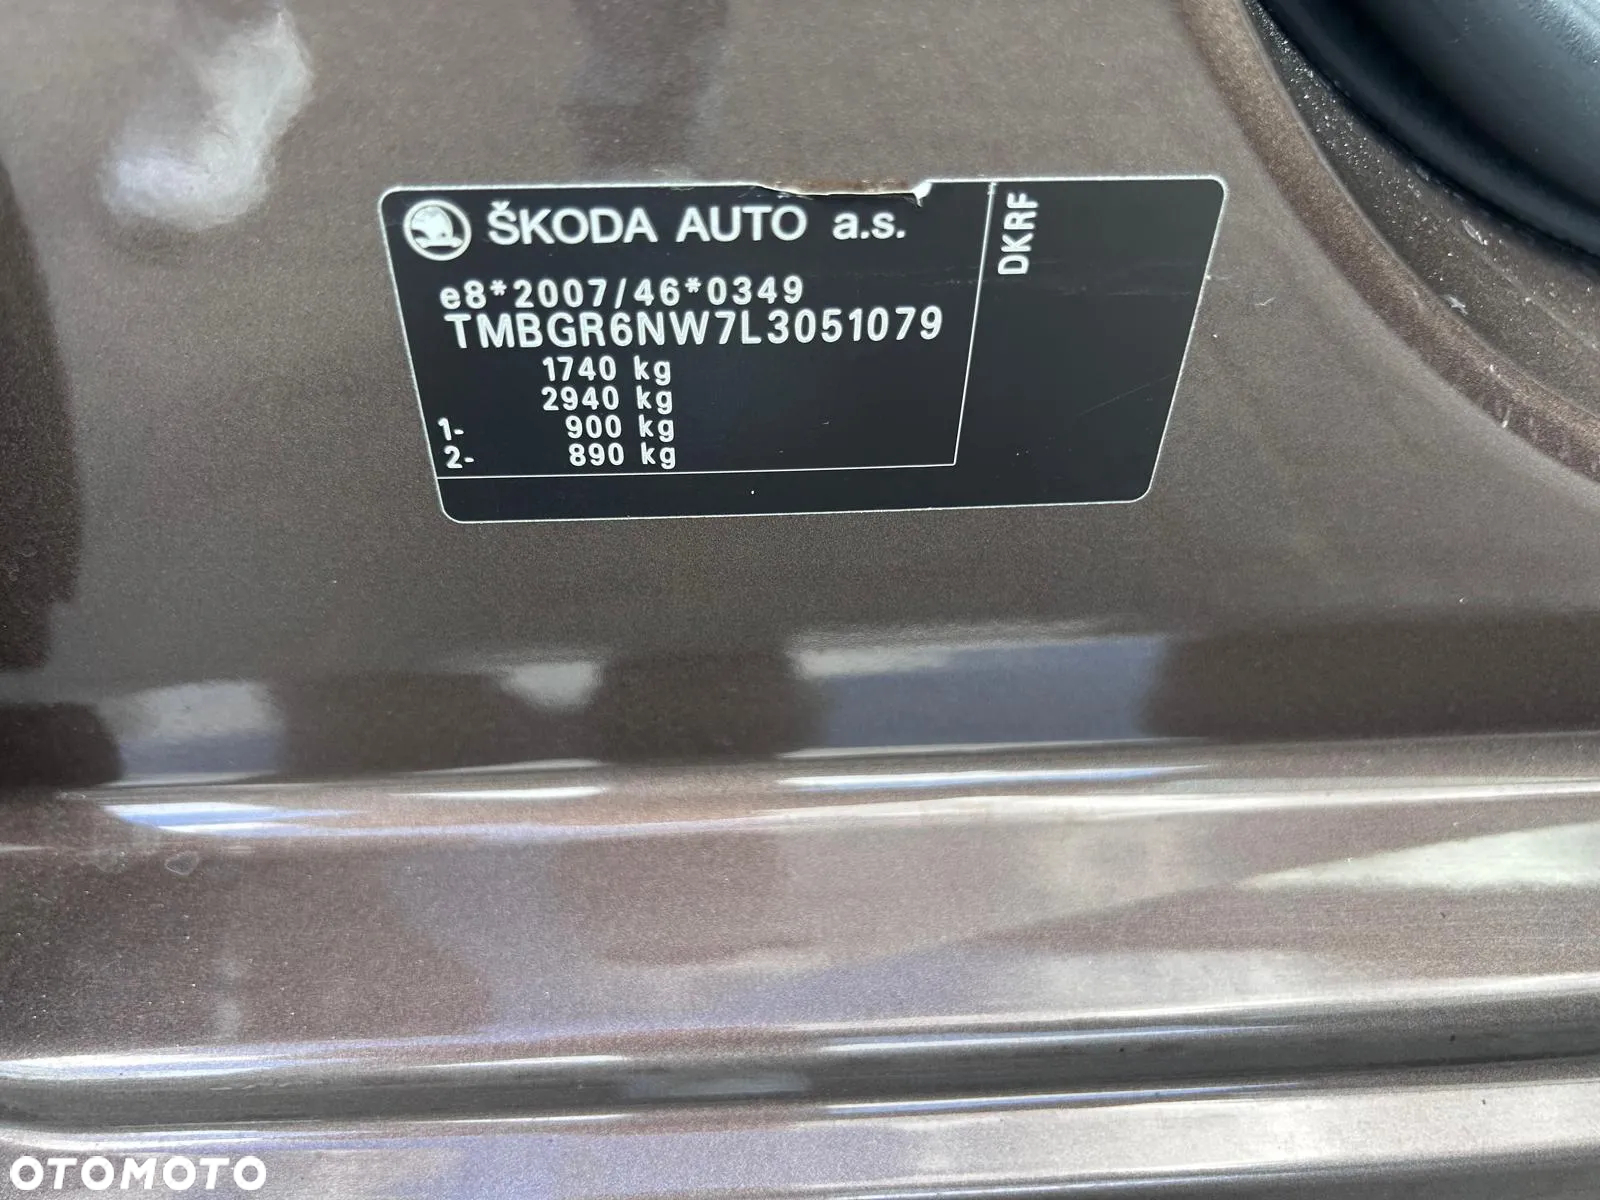 ŠKODA AUTO a.s.
e8*2007/46*0349
TMBGR6NW7L3051079
1740 kg
2940 kg
1- 900 kg
2- 890 kg
DKRF
OTOMOTO